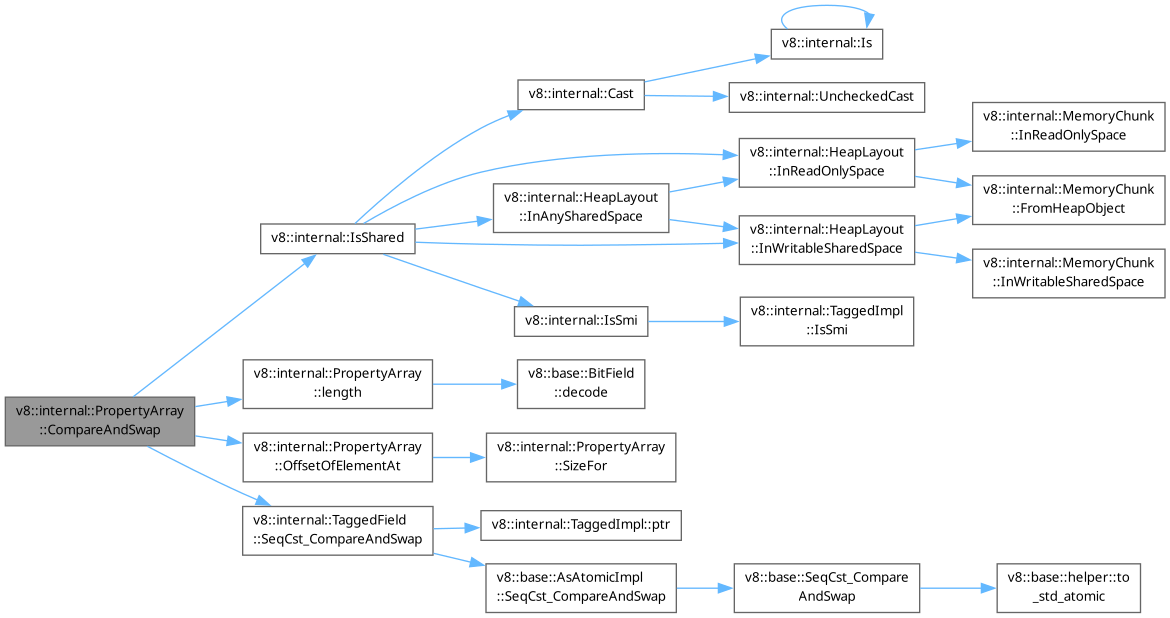 v8::internal::Is
v8::internal::Cast
v8::internal::UncheckedCast
v8::internal::MemoryChunk
::InReadOnlySpace
v8::internal::HeapLayout
::InReadOnlySpace
v8::internal::HeapLayout
::InAnySharedSpace
v8::internal::MemoryChunk
::FromHeapObject
v8::internal::IsShared
v8::internal::HeapLayout
::InWritableSharedSpace
v8::internal::MemoryChunk
::InWritableSharedSpace
v8::internal::IsSmi
v8::internal::TaggedImpl
::IsSmi
v8::internal::PropertyArray
::length
v8::base::BitField
::decode
v8::internal::PropertyArray
::CompareAndSwap
v8::internal::PropertyArray
::OffsetOfElementAt
v8::internal::PropertyArray
::SizeFor
v8::internal::TaggedField
::SeqCst_CompareAndSwap
v8::internal::TaggedImpl::ptr
v8::base::AsAtomicImpl
::SeqCst_CompareAndSwap
v8::base::SeqCst_Compare
AndSwap
v8::base::helper::to
_std_atomic